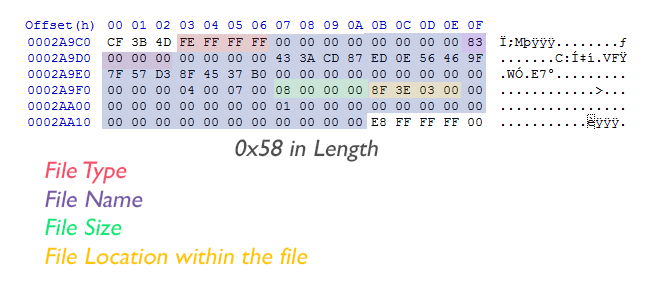 Offset(h) 00 01 02 03 04 05 06 07 08 09 0A 0B 0C 0D 0E 0F
0002A9C0 CF 3B 4D FE FF FF FF 00 00 00 00 00 00 00 00 83 Ï;Mþÿÿÿ........ƒ
0002A9D0 00 00 00 00 00 00 00 43 3A CD 87 ED 0E 56 46 9F .......C:Í‡í.VFŸ
0002A9E0 7F 57 D3 8F 45 37 B0 00 00 00 00 00 00 00 00 00 .WÓ.E7°.........
0002A9F0 00 00 00 04 00 07 00 08 00 00 00 8F 3E 03 00 00 ............>...
0002AA00 00 00 00 00 00 00 00 01 00 00 00 00 00 00 00 00 ................
0002AA10 00 00 00 00 00 00 00 00 00 00 00 E8 FF FF FF 00 ...........èÿÿÿ.
0x58 in Length
File Type
File Name
File Size
File Location within the file